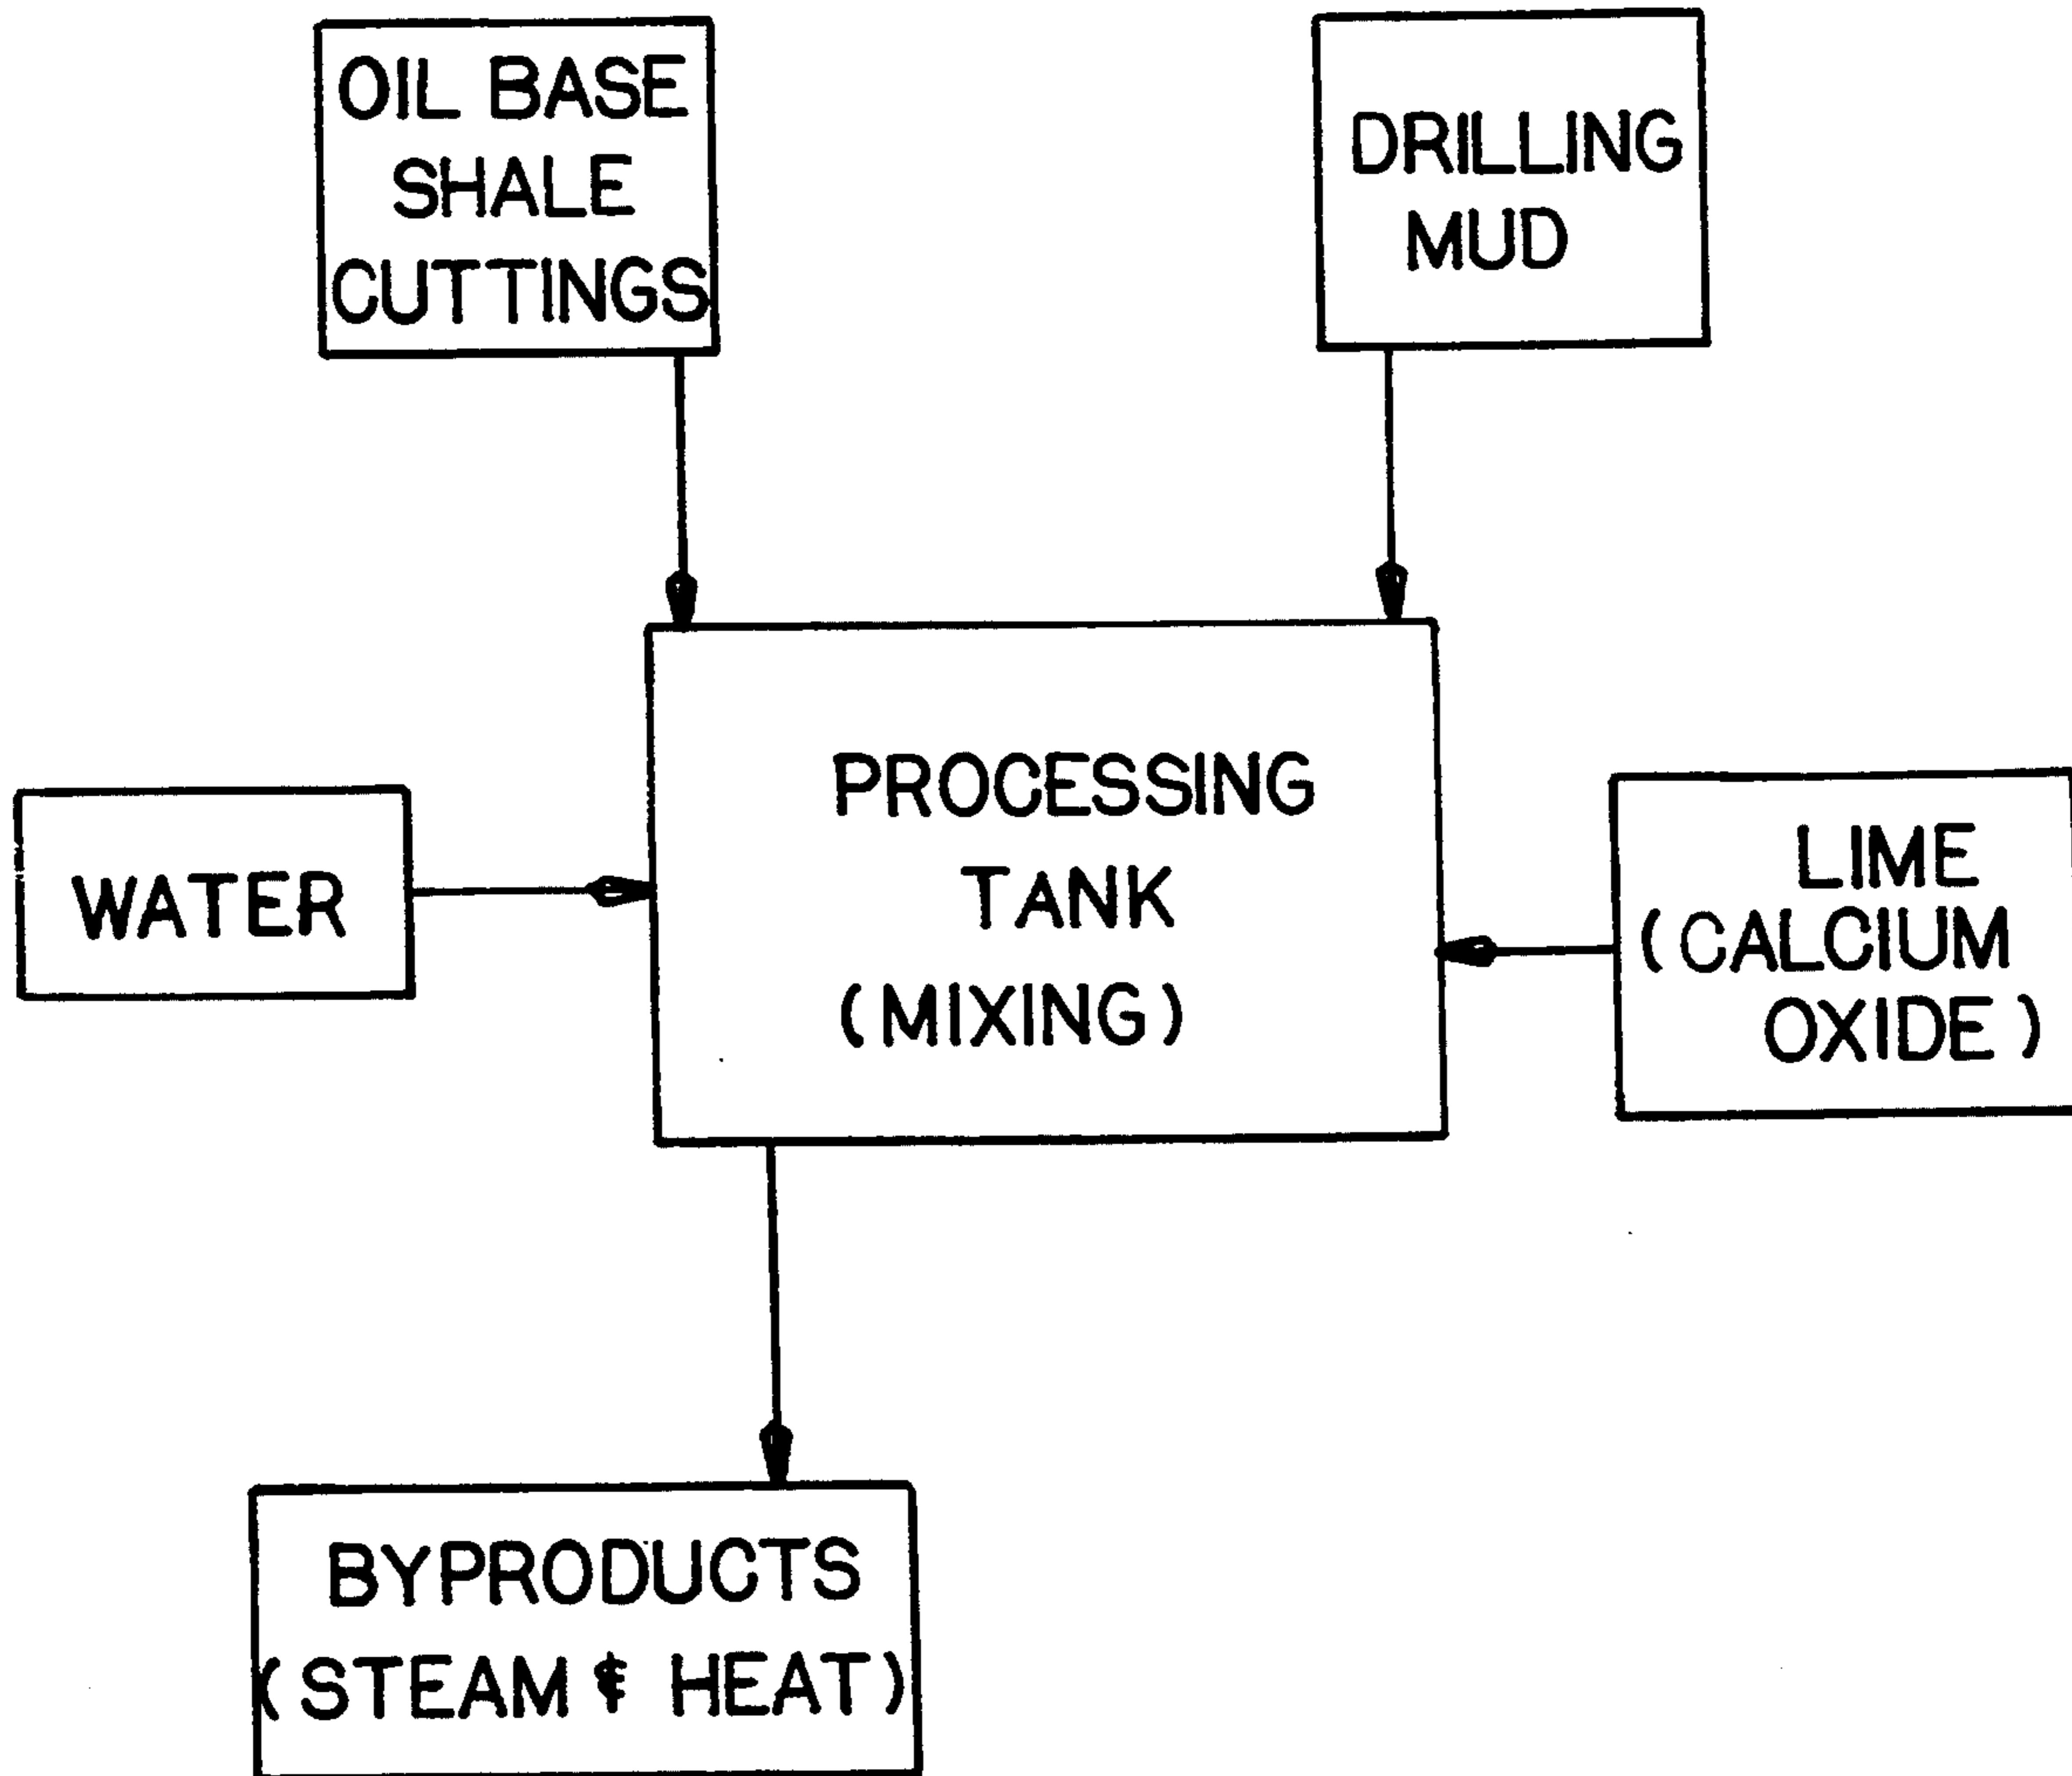 OIL BASE
SHALE
CUTTINGS
DRILLING
MUD
WATER
PROCESSING
TANK
(MIXING)
LIME
(CALCIUM
OXIDE)
BYPRODUCTS
(STEAM & HEAT)